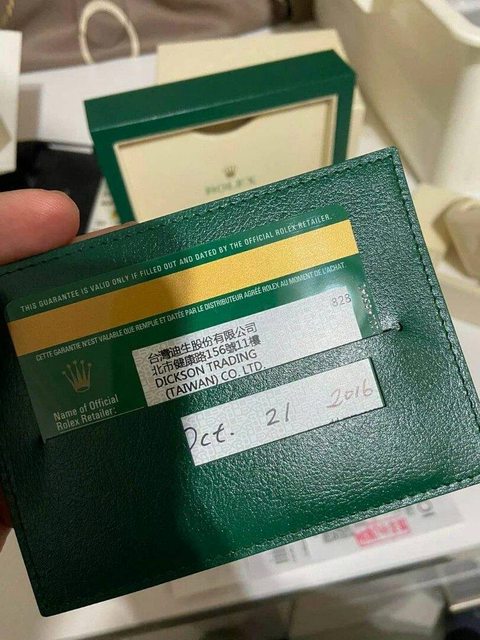 ROLEX
THIS GUARANTEE IS VALID ONLY IF FILLED OUT AND DATED BY THE OFFICIAL ROLEX RETAILER.
CETTE GARANTIE N'EST VALABLE QUE REMPLIE ET DATÉE PAR LE DISTRIBUTEUR AGRÉÉ ROLEX AU MOMENT DE L'ACHAT.
828
台灣迪生股份有限公司
北市健康路156號11樓
DICKSON TRADING
(TAIWAN) CO. LTD.
Name of Official
Rolex Retailer:
Oct. 21 2016